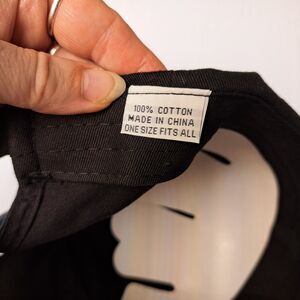 100% COTTON
MADE IN CHINA
ONE SIZE FITS ALL